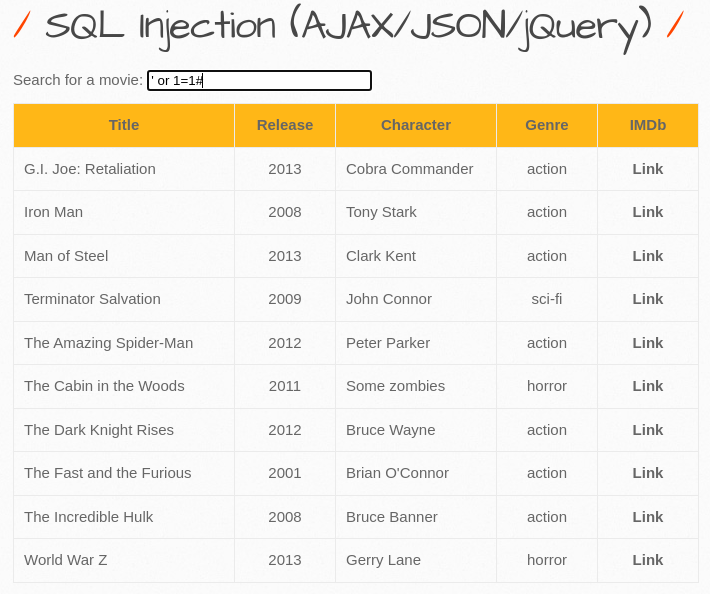 / SQL Injection (AJAX/JSON/jQuery) /
Search for a movie: ' or 1=1#
Title Release Character Genre IMDb
G.I. Joe: Retaliation 2013 Cobra Commander action Link
Iron Man 2008 Tony Stark action Link
Man of Steel 2013 Clark Kent action Link
Terminator Salvation 2009 John Connor sci-fi Link
The Amazing Spider-Man 2012 Peter Parker action Link
The Cabin in the Woods 2011 Some zombies horror Link
The Dark Knight Rises 2012 Bruce Wayne action Link
The Fast and the Furious 2001 Brian O'Connor action Link
The Incredible Hulk 2008 Bruce Banner action Link
World War Z 2013 Gerry Lane horror Link